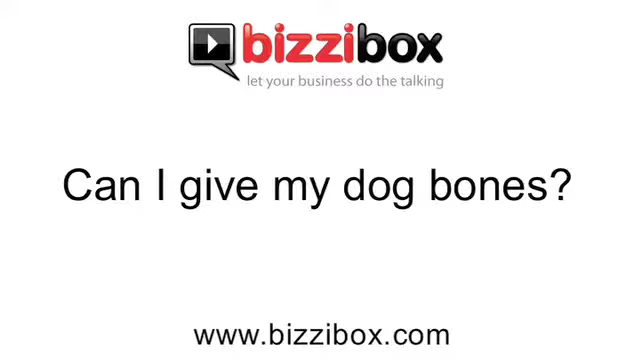 bizzibox
let your business do the talking
Can I give my dog bones?
www.bizzibox.com